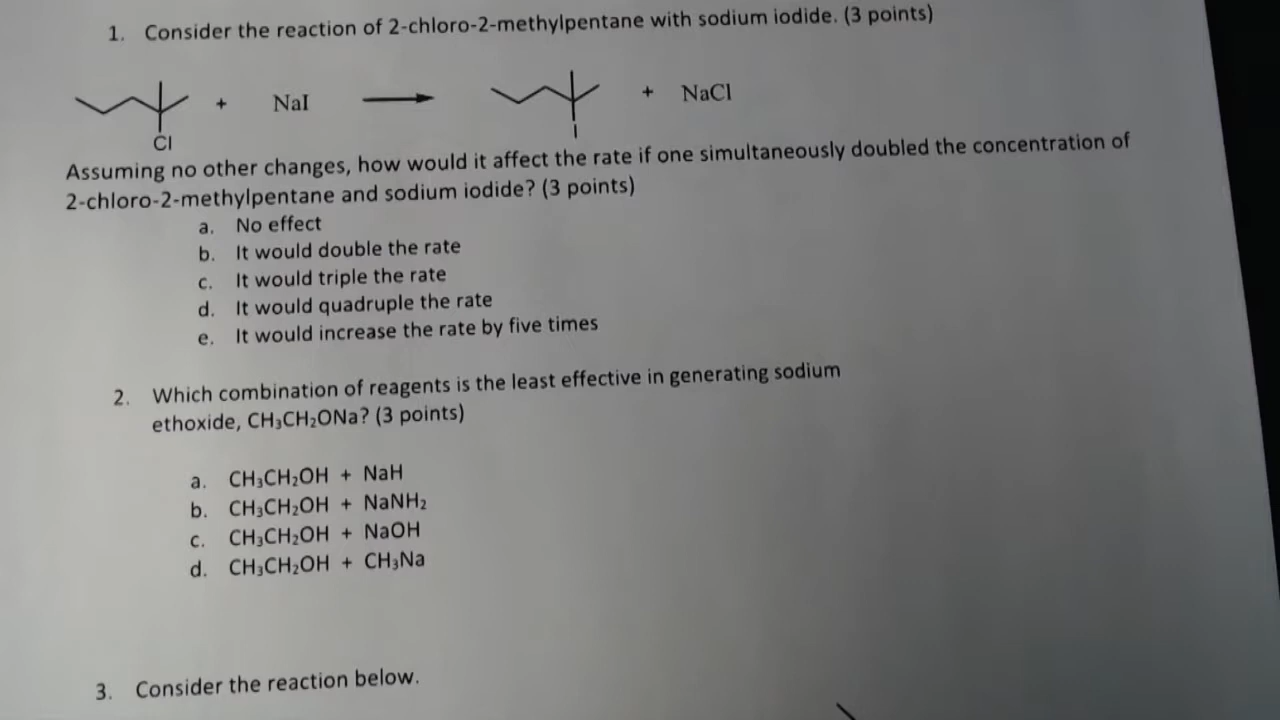 1. Consider the reaction of 2-chloro-2-methylpentane with sodium iodide. (3 points)
+ NaI + NaCl
Cl I
Assuming no other changes, how would it affect the rate if one simultaneously doubled the concentration of
2-chloro-2-methylpentane and sodium iodide? (3 points)
a. No effect
b. It would double the rate
c. It would triple the rate
d. It would quadruple the rate
e. It would increase the rate by five times
2. Which combination of reagents is the least effective in generating sodium
ethoxide, CH₃CH₂ONa? (3 points)
a. CH₃CH₂OH + NaH
b. CH₃CH₂OH + NaNH₂
c. CH₃CH₂OH + NaOH
d. CH₃CH₂OH + CH₃Na
3. Consider the reaction below.